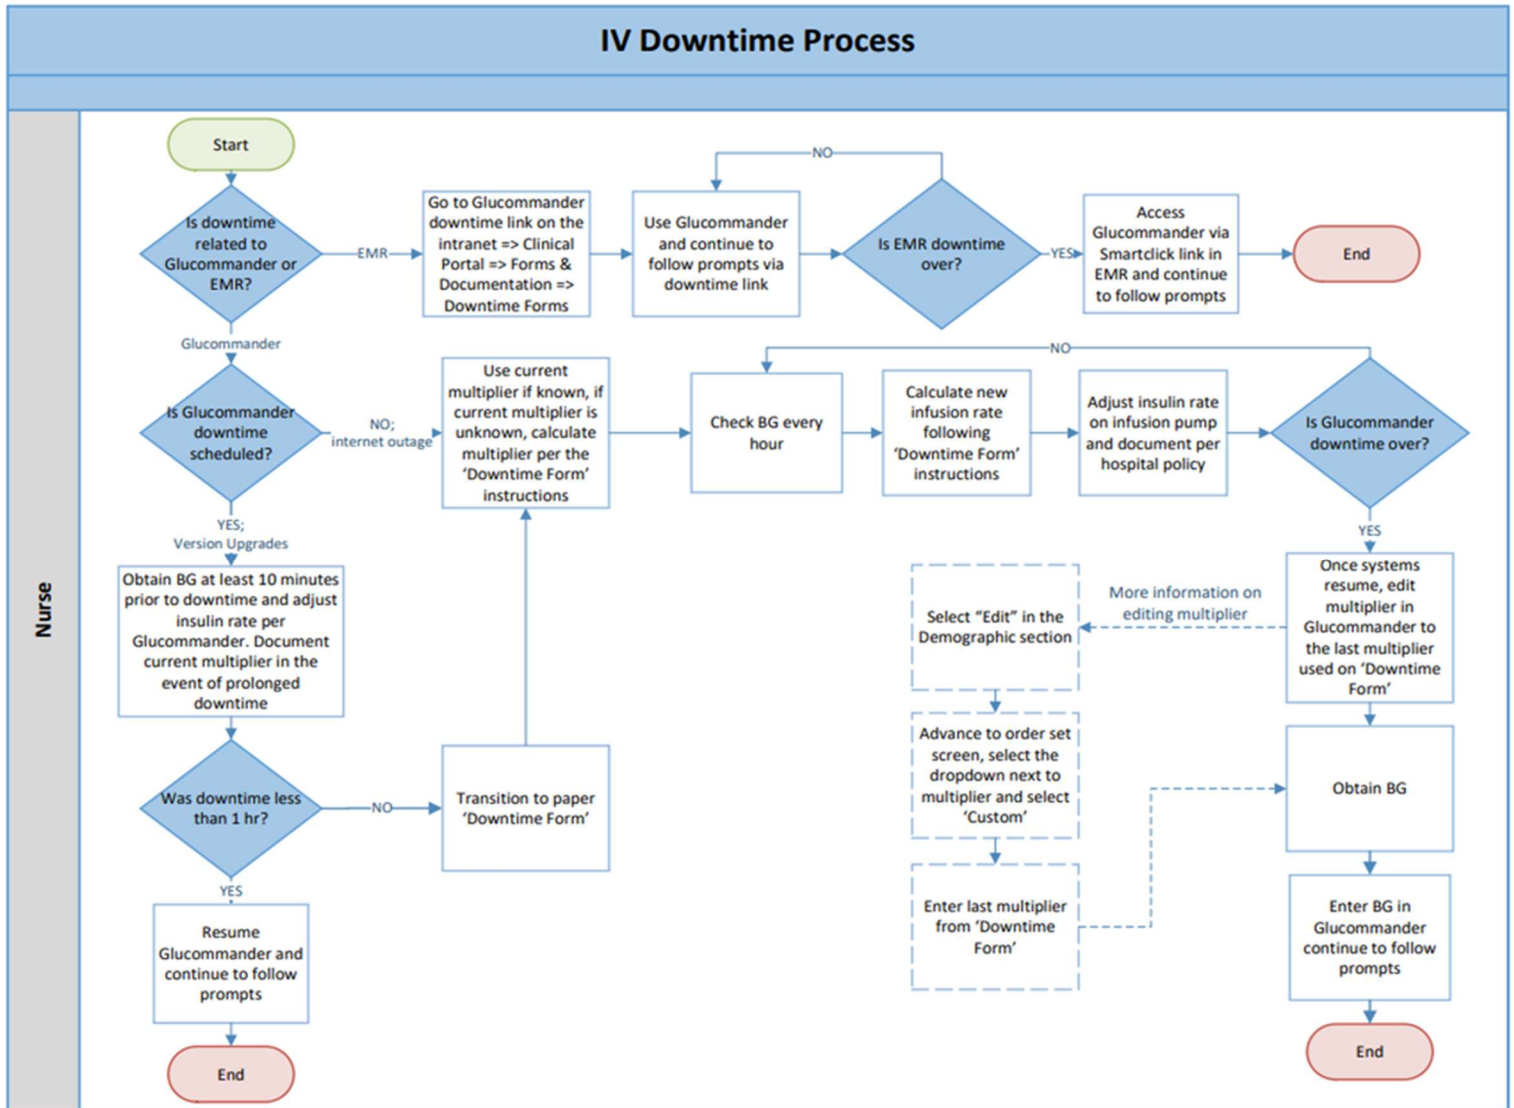 IV Downtime Process
Nurse
Start
Is downtime
related to
Glucommander or
EMR?
EMR
Go to Glucommander
downtime link on the
intranet => Clinical
Portal => Forms &
Documentation =>
Downtime Forms
Use Glucommander
and continue to
follow prompts via
downtime link
NO
Is EMR downtime
over?
YES
Access
Glucommander via
Smartclick link in
EMR and continue
to follow prompts
End
Glucommander
Is Glucommander
downtime
scheduled?
NO;
internet outage
Use current
multiplier if known, if
current multiplier is
unknown, calculate
multiplier per the
‘Downtime Form’
instructions
Check BG every
hour
Calculate new
infusion rate
following
‘Downtime Form’
instructions
Adjust insulin rate
on infusion pump
and document per
hospital policy
NO
Is Glucommander
downtime over?
YES;
Version Upgrades
Obtain BG at least 10 minutes
prior to downtime and adjust
insulin rate per
Glucommander. Document
current multiplier in the
event of prolonged
downtime
Was downtime less
than 1 hr?
NO
Transition to paper
‘Downtime Form’
YES
Resume
Glucommander and
continue to follow
prompts
End
YES
Once systems
resume, edit
multiplier in
Glucommander to
the last multiplier
used on ‘Downtime
Form’
More information on
editing multiplier
Select “Edit” in the
Demographic section
Advance to order set
screen, select the
dropdown next to
multiplier and select
‘Custom’
Enter last multiplier
from ‘Downtime
Form’
Obtain BG
Enter BG in
Glucommander
continue to follow
prompts
End